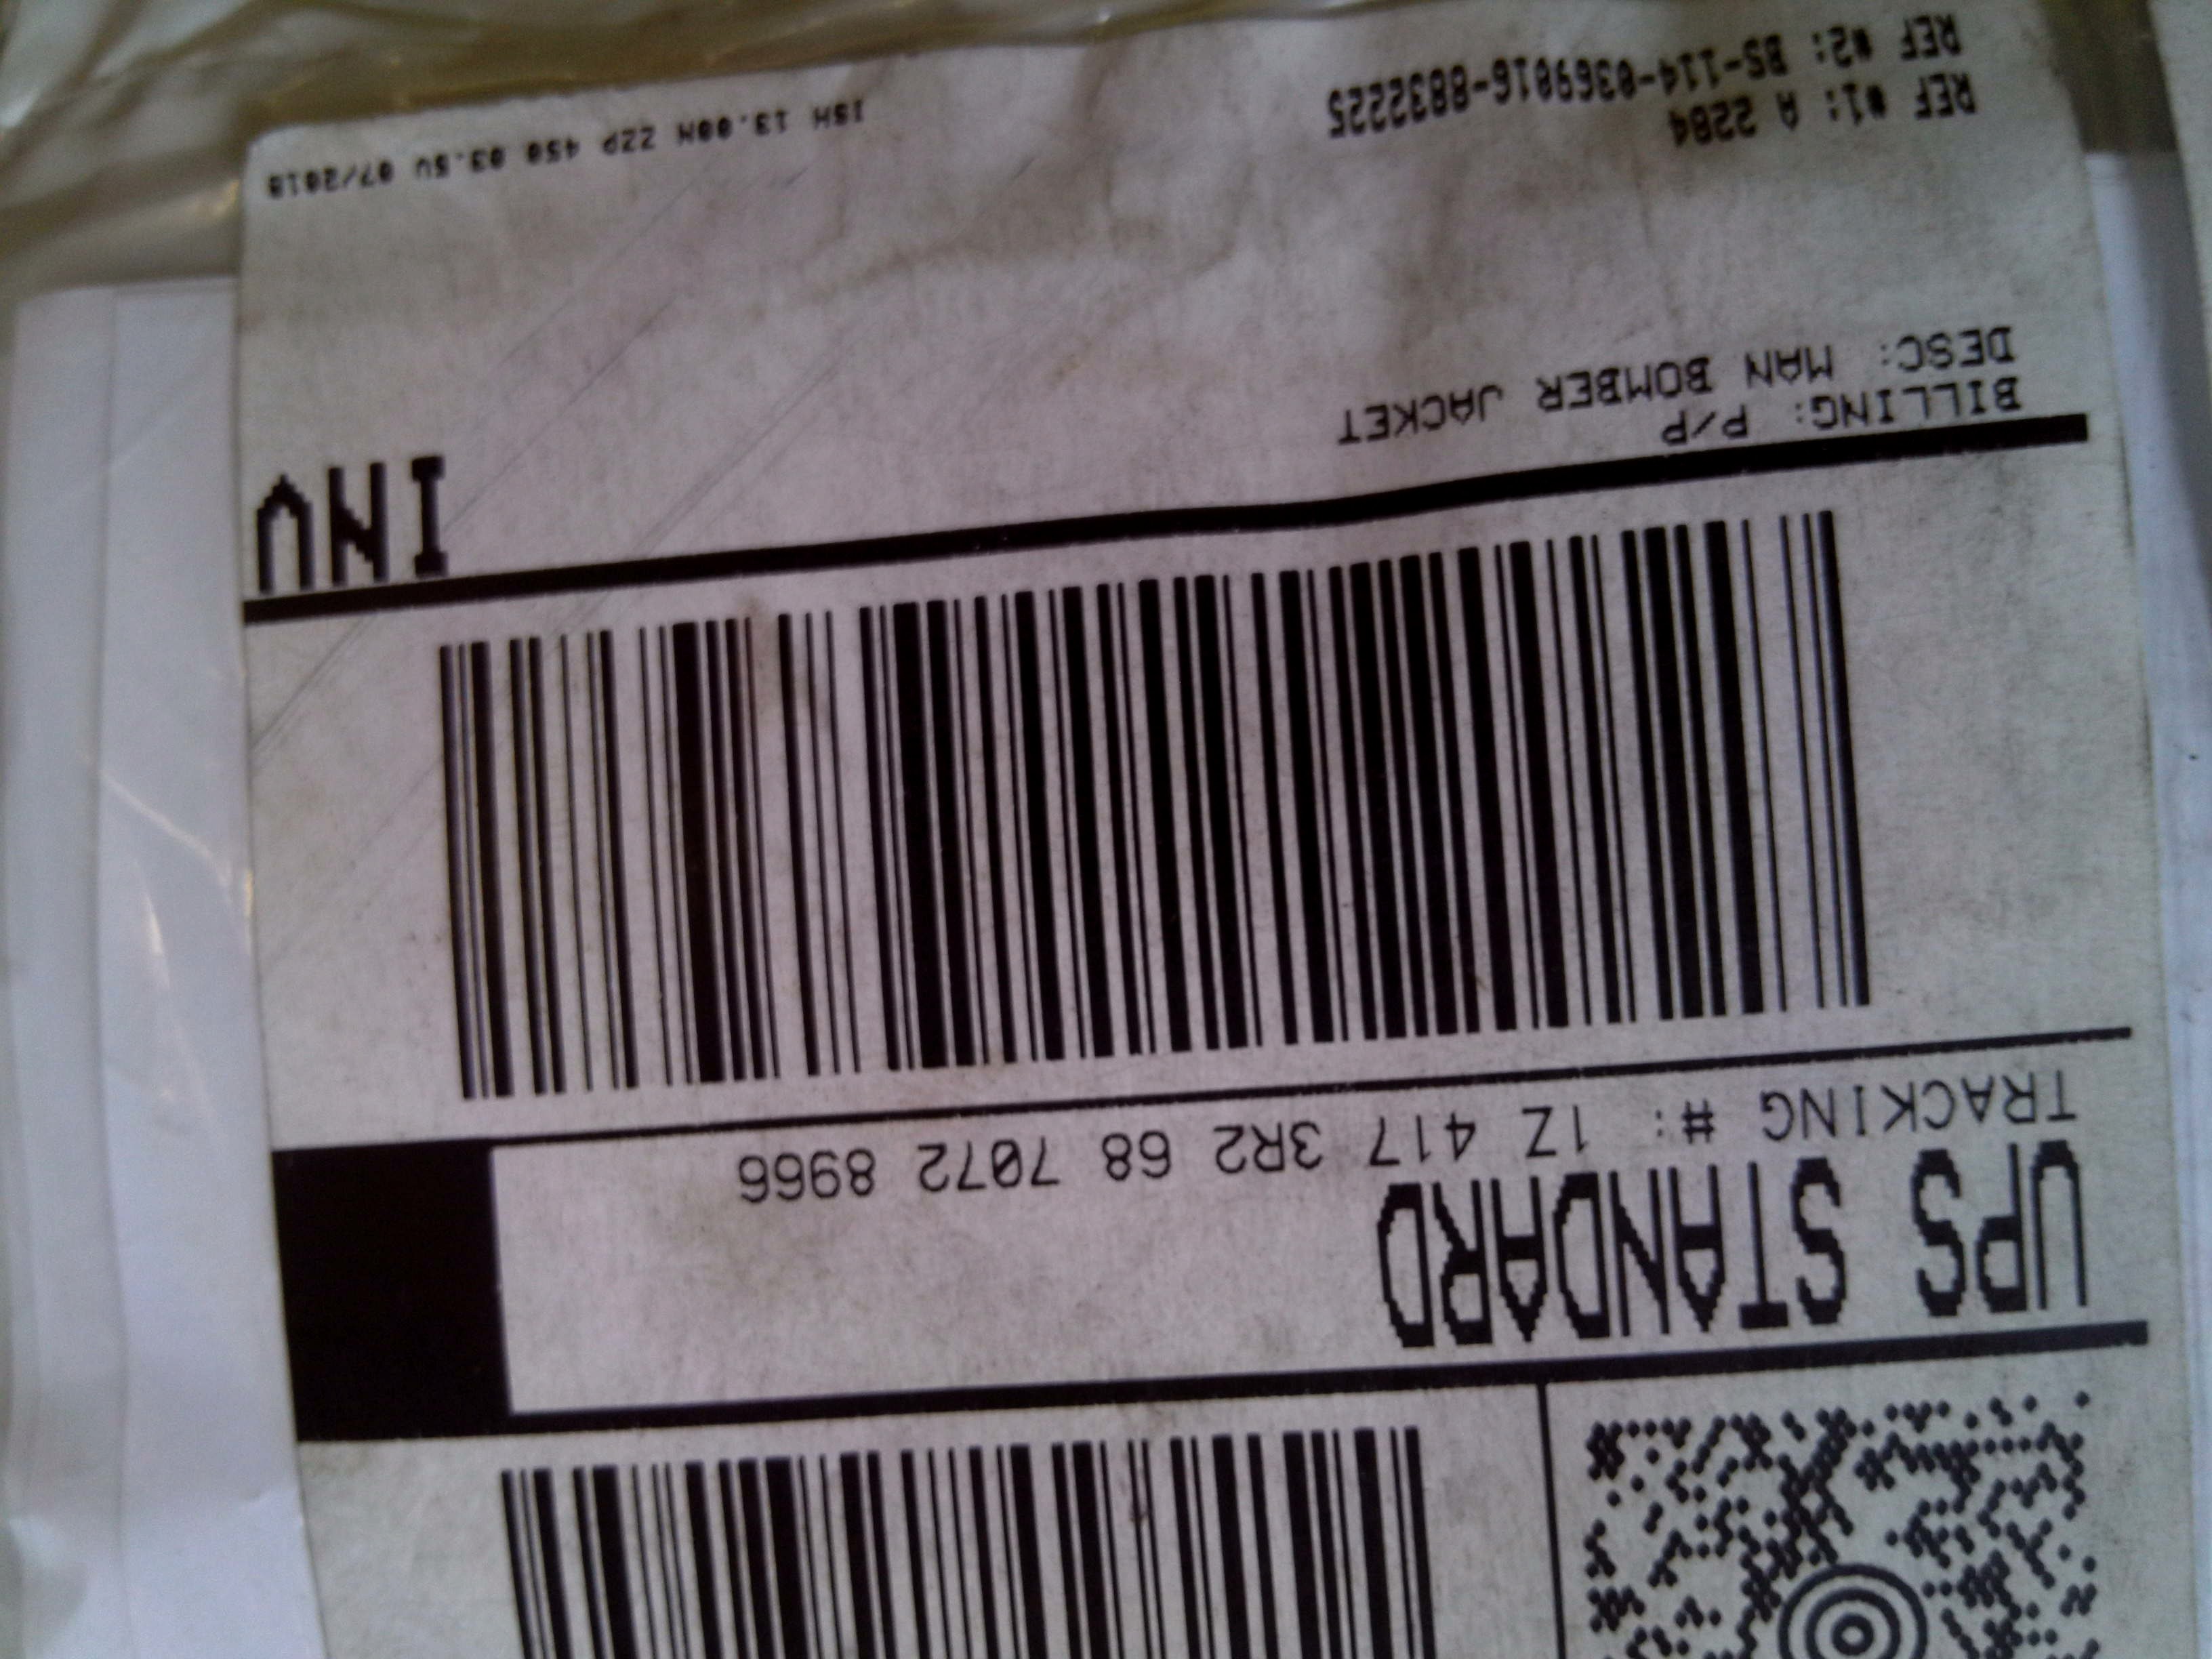 UPS STANDARD
TRACKING #: 1Z 417 3R2 68 7072 8966
BILLING: P/P
DESC: MAN BOMBER JACKET
INV
REF #1: A 2284
REF #2: BS-114-0369016-8832225
ISH 13.00N ZZP 450 03.5U 07/2018